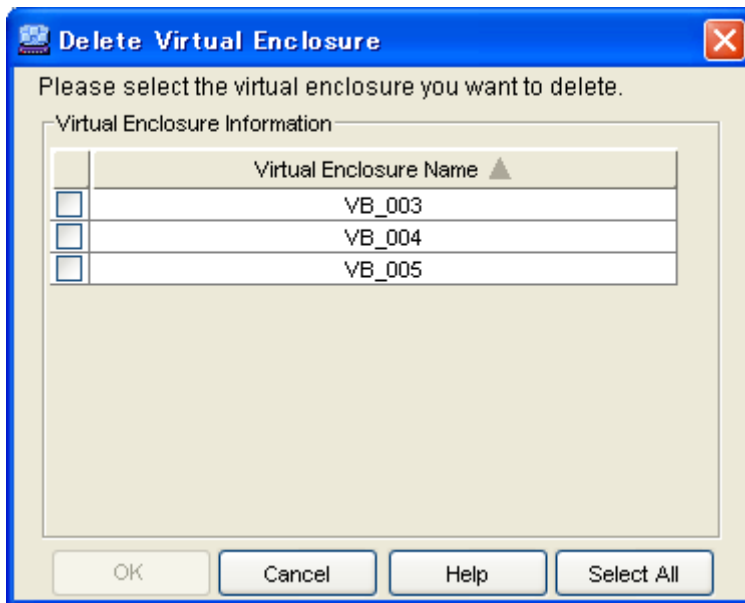 Delete Virtual Enclosure
Please select the virtual enclosure you want to delete.
Virtual Enclosure Information
Virtual Enclosure Name
VB_003
VB_004
VB_005
OK Cancel Help Select All